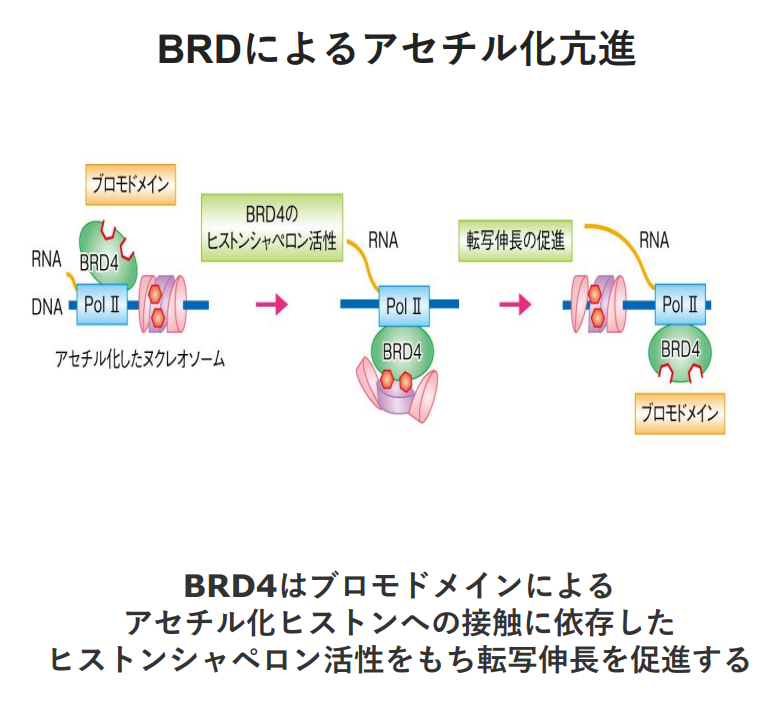 BRDによるアセチル化亢進
ブロモドメイン
BRD4
RNA
DNA
Pol Ⅱ
アセチル化したヌクレオソーム
BRD4の
ヒストンシャペロン活性
RNA
Pol Ⅱ
BRD4
転写伸長の促進
RNA
Pol Ⅱ
BRD4
ブロモドメイン
BRD4はブロモドメインによる
アセチル化ヒストンへの接触に依存した
ヒストンシャペロン活性をもち転写伸長を促進する